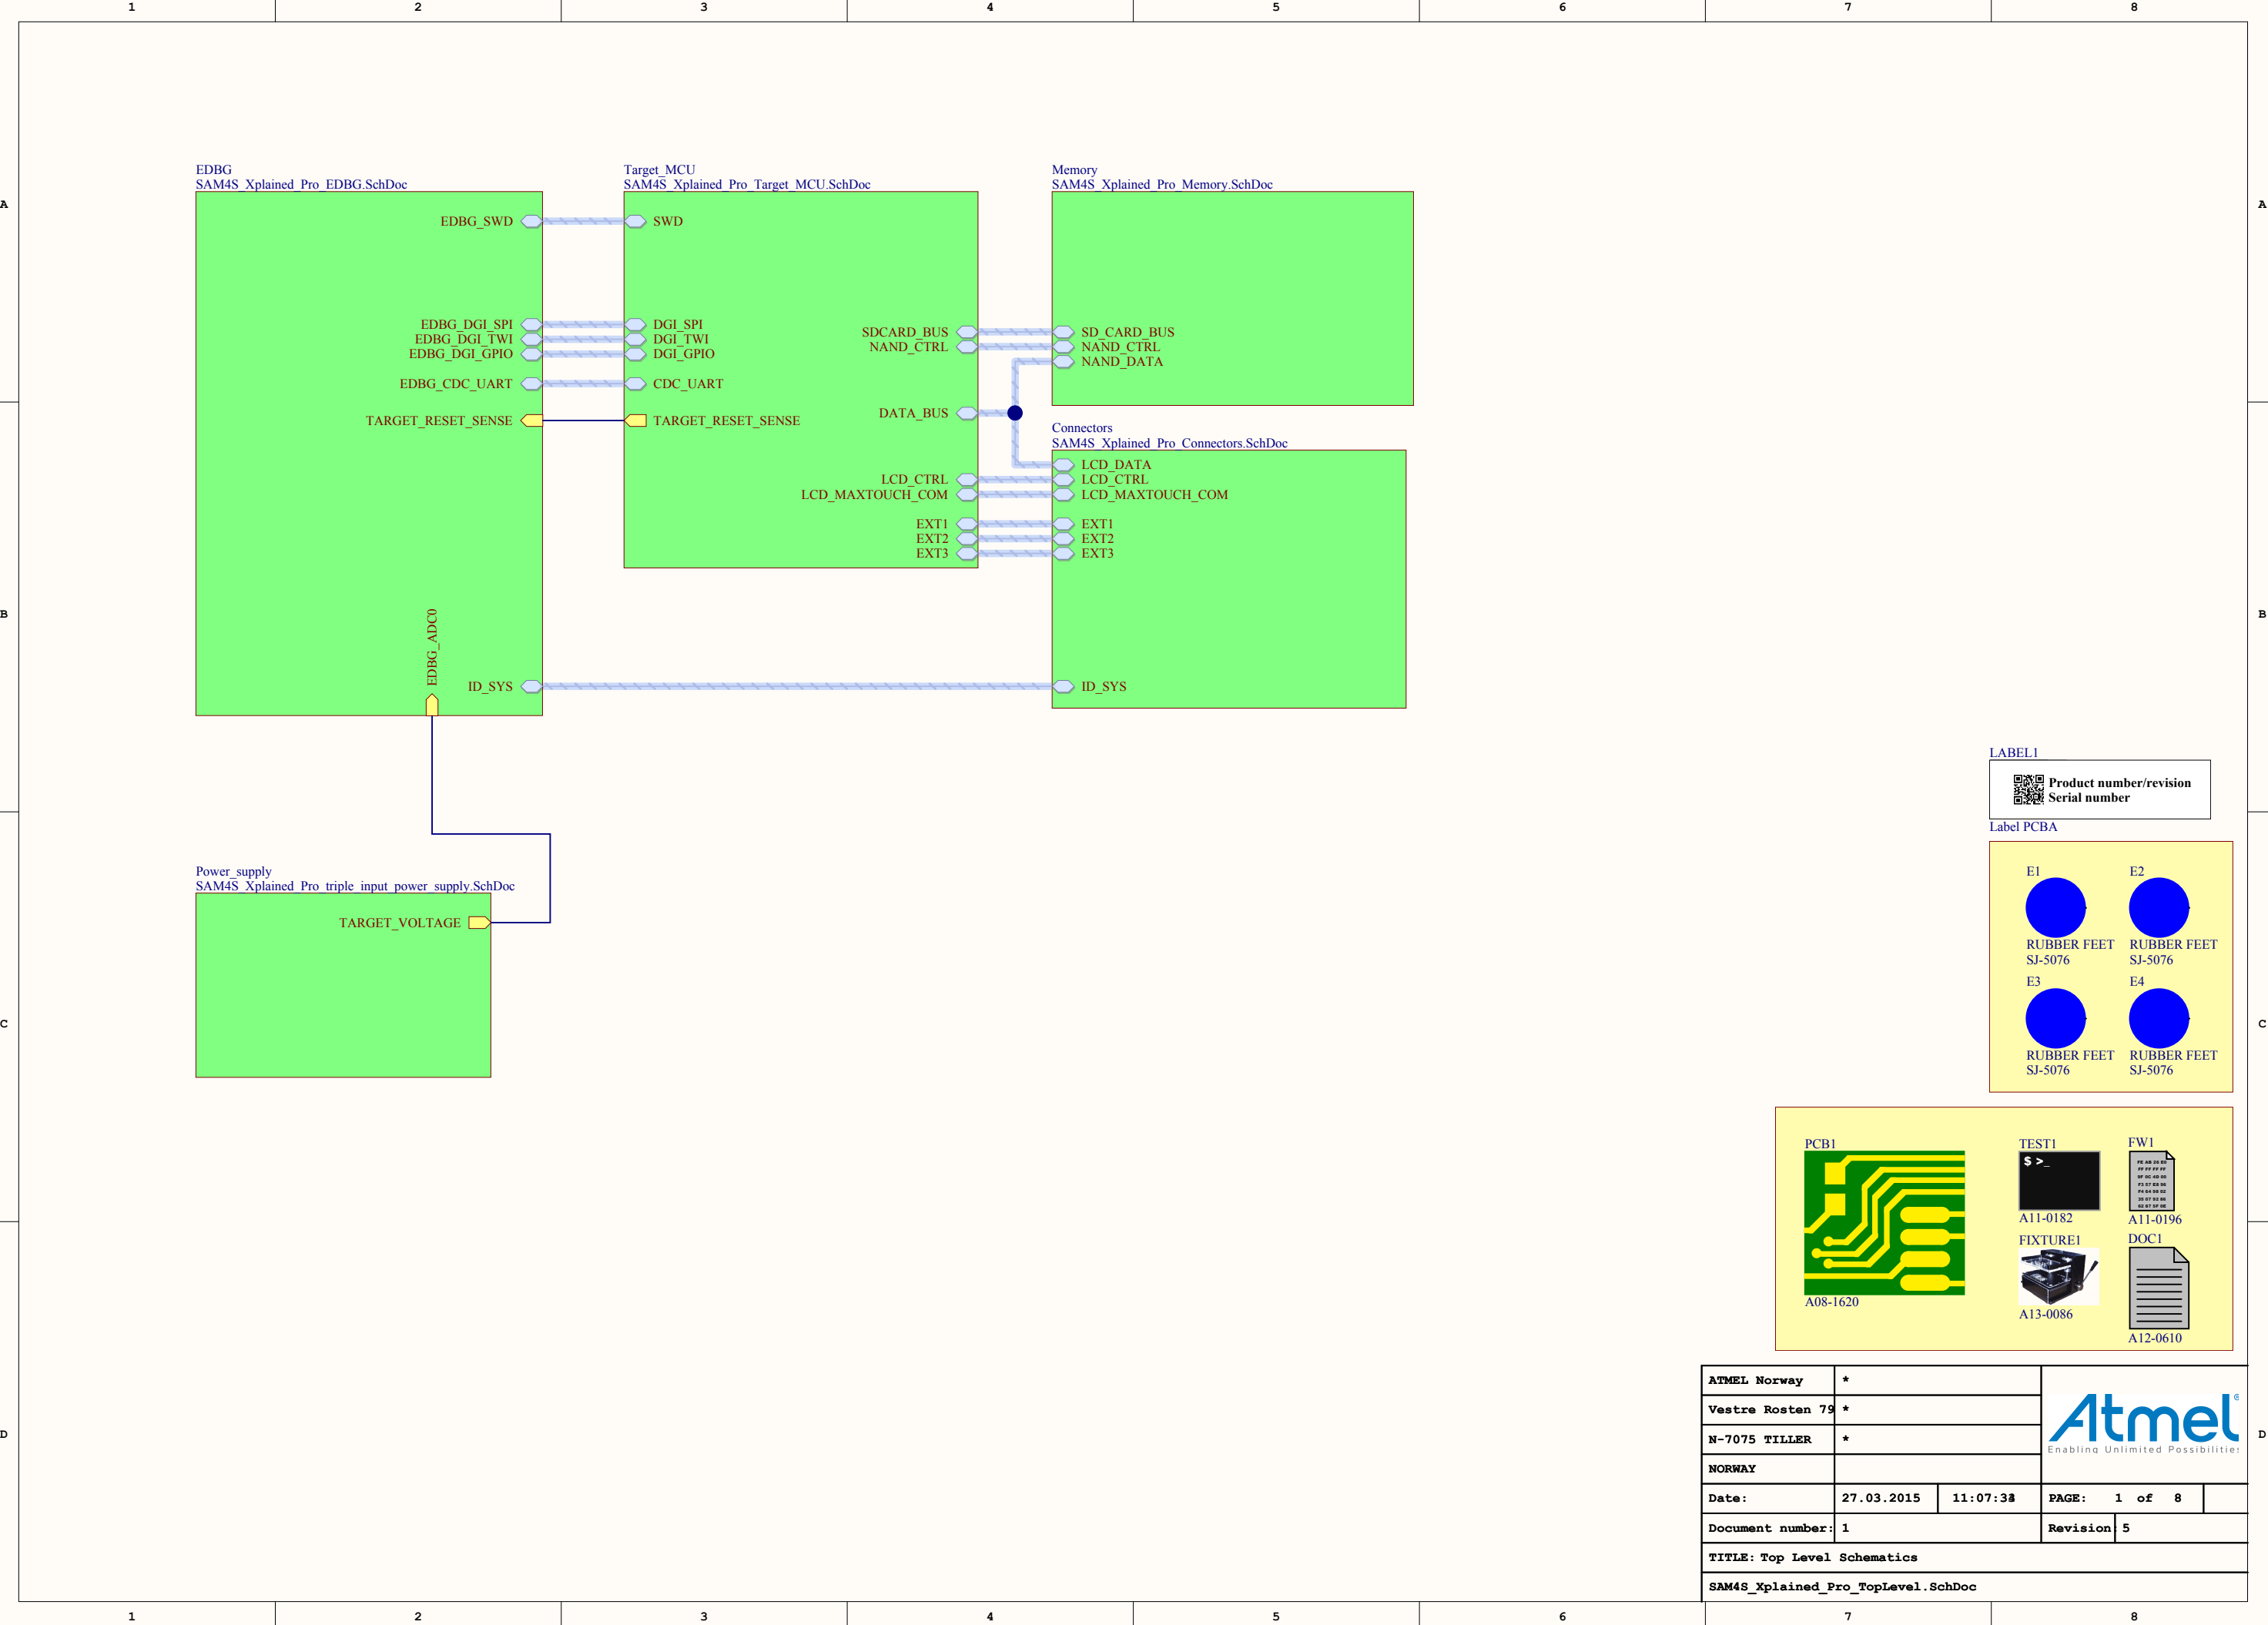 1 2 3 4 5 6 7 8
A A
B B
C C
D D
EDBG
SAM4S_Xplained_Pro_EDBG.SchDoc
EDBG_SWD
EDBG_DGI_SPI
EDBG_DGI_TWI
EDBG_DGI_GPIO
EDBG_CDC_UART
TARGET_RESET_SENSE
EDBG_ADC0
ID_SYS
Target_MCU
SAM4S_Xplained_Pro_Target_MCU.SchDoc
SWD
DGI_SPI
DGI_TWI
DGI_GPIO
CDC_UART
TARGET_RESET_SENSE
SDCARD_BUS
NAND_CTRL
DATA_BUS
LCD_CTRL
LCD_MAXTOUCH_COM
EXT1
EXT2
EXT3
Memory
SAM4S_Xplained_Pro_Memory.SchDoc
SD_CARD_BUS
NAND_CTRL
NAND_DATA
Connectors
SAM4S_Xplained_Pro_Connectors.SchDoc
LCD_DATA
LCD_CTRL
LCD_MAXTOUCH_COM
EXT1
EXT2
EXT3
ID_SYS
Power_supply
SAM4S_Xplained_Pro_triple_input_power_supply.SchDoc
TARGET_VOLTAGE
LABEL1
Product number/revision
Serial number
Label PCBA
E1 E2
RUBBER FEET RUBBER FEET
SJ-5076 SJ-5076
E3 E4
RUBBER FEET RUBBER FEET
SJ-5076 SJ-5076
PCB1
A08-1620
TEST1
$ >_
A11-0182
FW1
A11-0196
FIXTURE1
A13-0086
DOC1
A12-0610
ATMEL Norway *
Vestre Rosten 79 *
N-7075 TILLER *
NORWAY
Atmel ®
Enabling Unlimited Possibilities
Date: 27.03.2015 PAGE: 1 of 8
Document number: 1 Revision: 5
TITLE: Top Level Schematics
SAM4S_Xplained_Pro_TopLevel.SchDoc
1 2 3 4 5 6 7 8